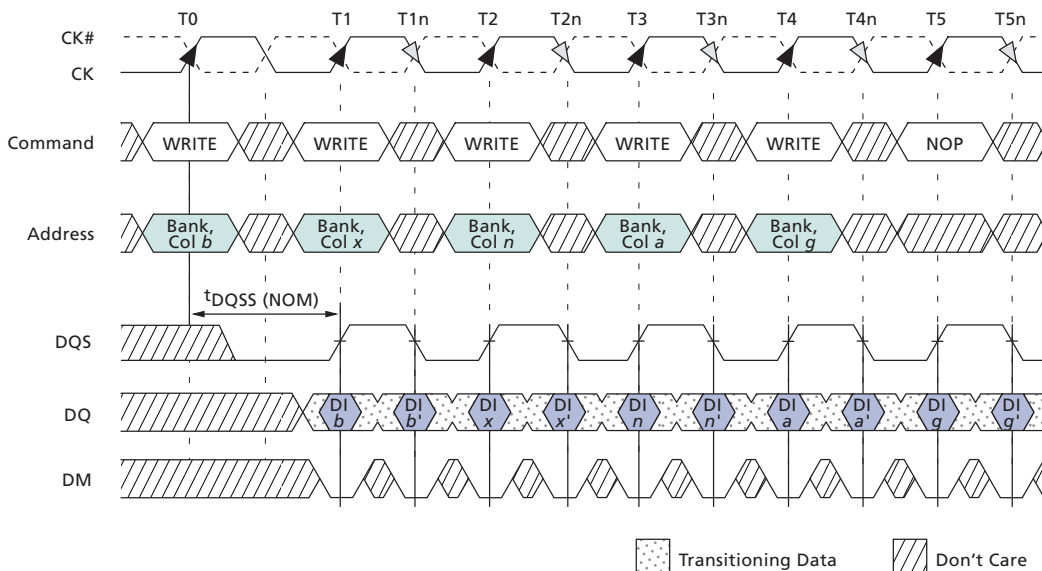 T0 T1 T1n T2 T2n T3 T3n T4 T4n T5 T5n
CK#
CK
Command WRITE WRITE WRITE WRITE WRITE NOP
Address Bank, Col b Bank, Col x Bank, Col n Bank, Col a Bank, Col g
tDQSS (NOM)
DQS
DQ DI b DI b' DI x DI x' DI n DI n' DI a DI a' DI g DI g'
DM
Transitioning Data Don't Care